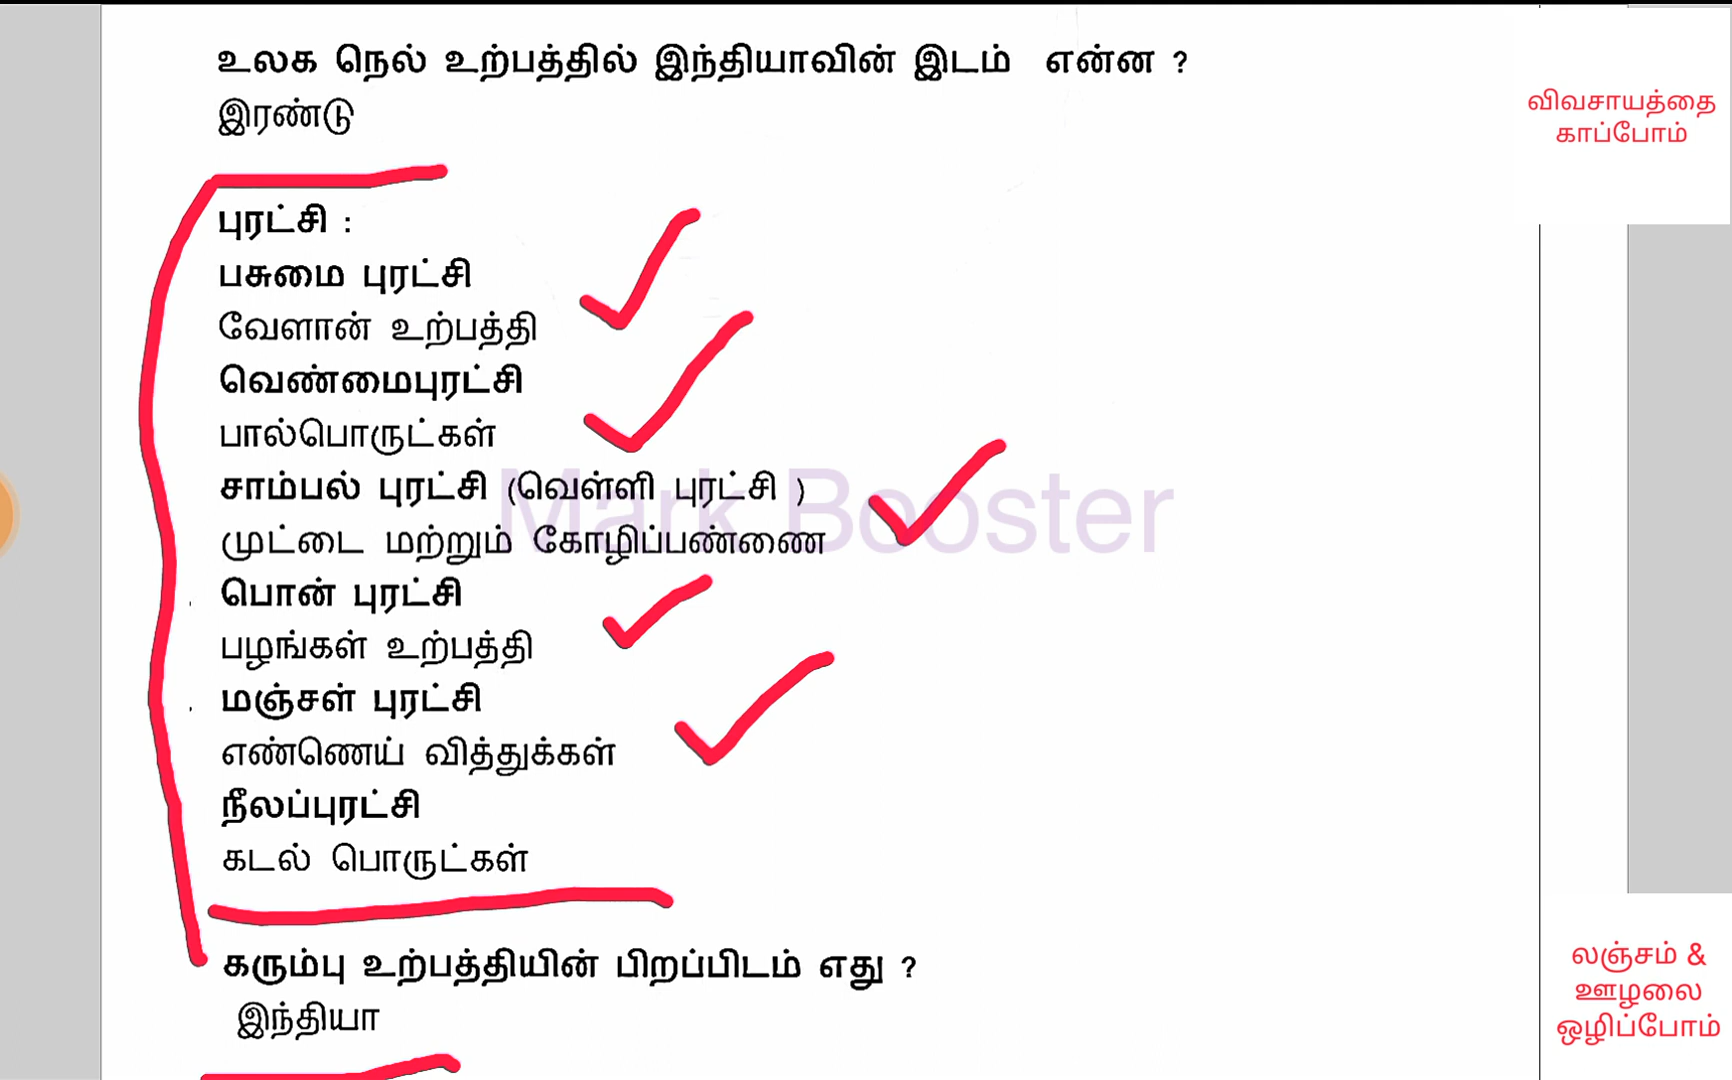 உலக நெல் உற்பத்தில் இந்தியாவின் இடம் என்ன ?
இரண்டு
புரட்சி :
பசுமை புரட்சி
வேளான் உற்பத்தி
வெண்மைபுரட்சி
பால்பொருட்கள்
சாம்பல் புரட்சி (வெள்ளி புரட்சி )
முட்டை மற்றும் கோழிப்பண்ணை
பொன் புரட்சி
பழங்கள் உற்பத்தி
மஞ்சள் புரட்சி
எண்ணெய் வித்துக்கள்
நீலப்புரட்சி
கடல் பொருட்கள்
கரும்பு உற்பத்தியின் பிறப்பிடம் எது ?
இந்தியா
Mark Booster
விவசாயத்தை
காப்போம்
லஞ்சம் &
ஊழலை
ஒழிப்போம்